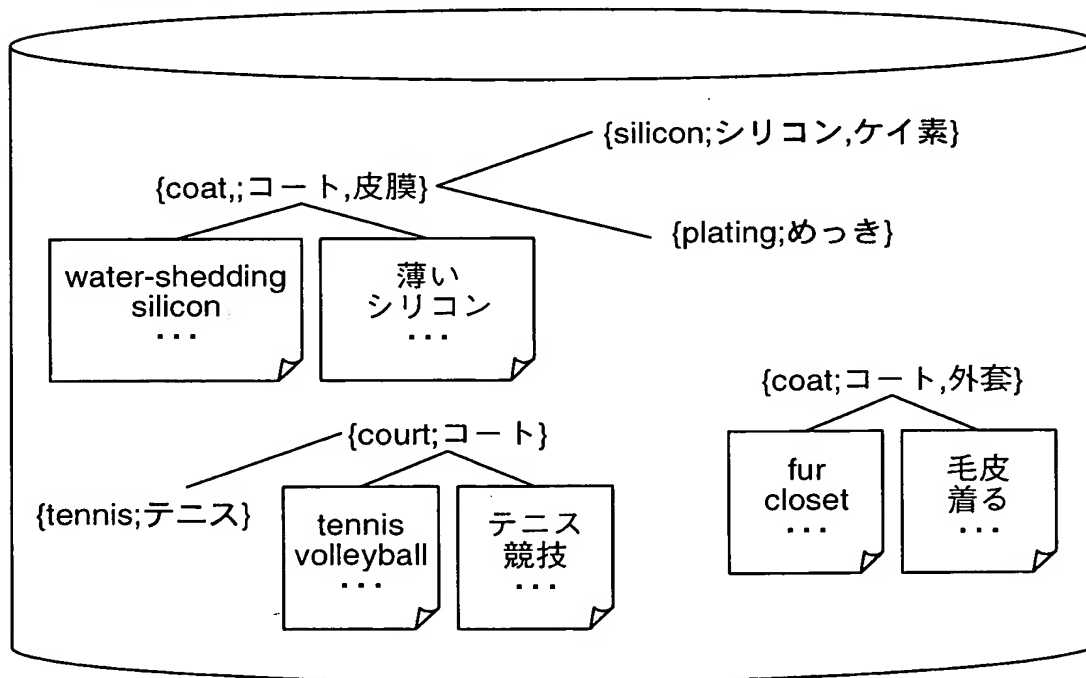 {silicon;シリコン,ケイ素}
{coat,;コート,皮膜}
{plating;めっき}
water-shedding
silicon
･･･
薄い
シリコン
･･･
{coat;コート,外套}
fur
closet
･･･
毛皮
着る
･･･
{court;コート}
{tennis;テニス}
tennis
volleyball
･･･
テニス
競技
･･･